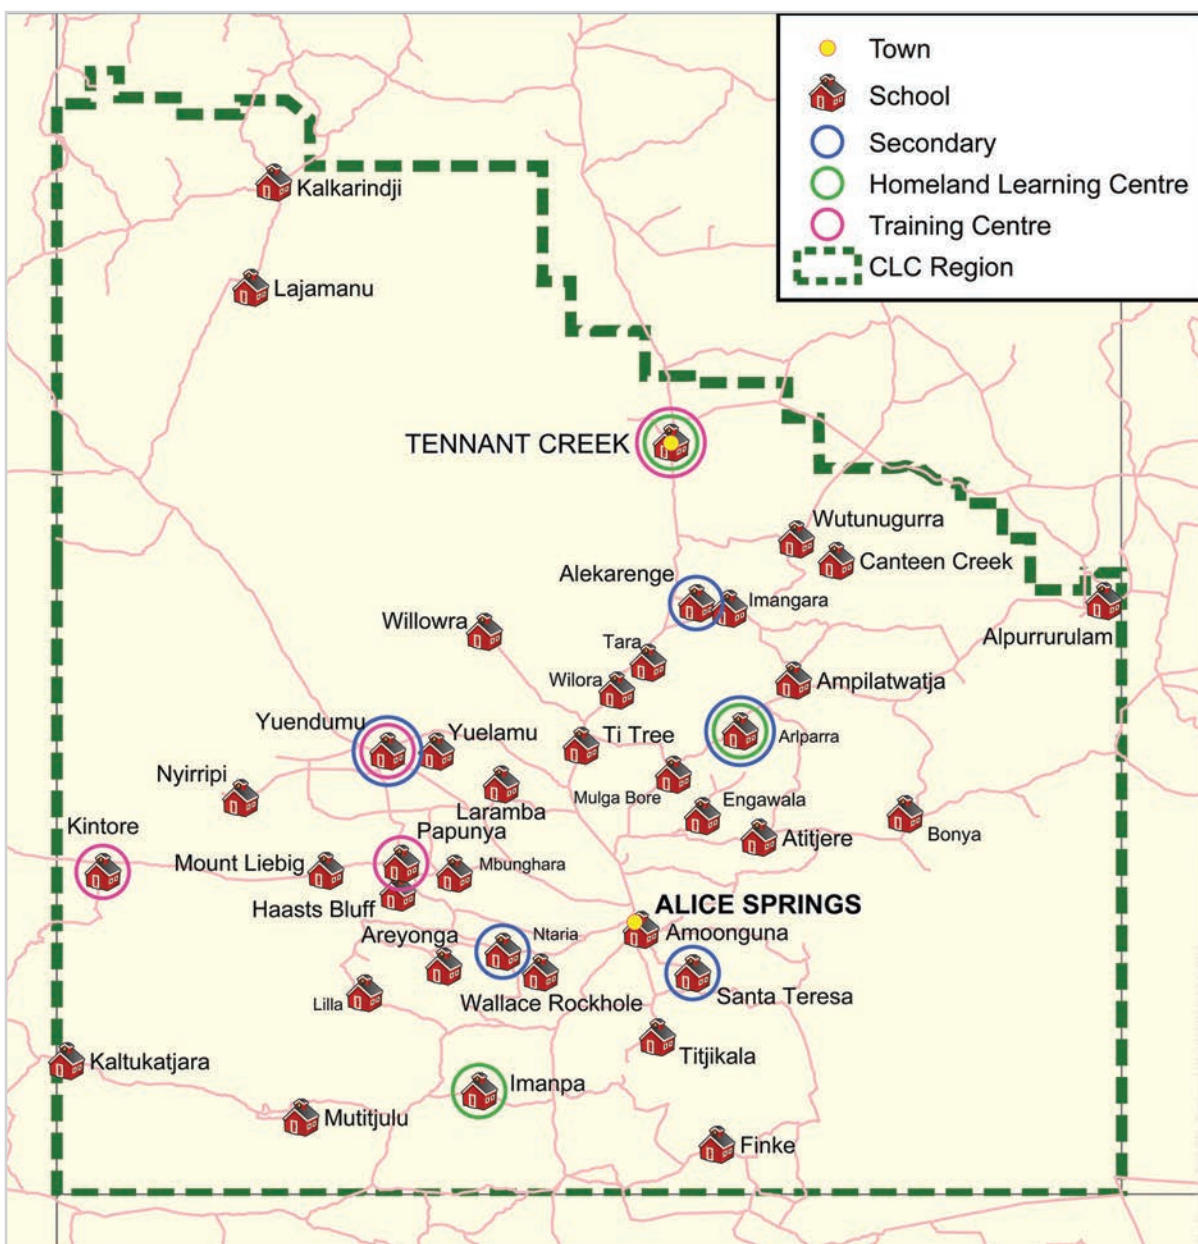 Town
School
Secondary
Homeland Learning Centre
Training Centre
CLC Region
Kalkarindji
Lajamanu
TENNANT CREEK
Wutunugurra
Canteen Creek
Alekarenge
Imangara
Alpurrurulam
Willowra
Tara
Wilora
Ampilatwatja
Yuendumu
Yuelamu
Ti Tree
Arlparra
Nyirripi
Laramba
Mulga Bore
Engawala
Kintore
Papunya
Atitjere
Bonya
Mount Liebig
Mbunghara
Haasts Bluff
ALICE SPRINGS
Areyonga
Ntaria
Amoonguna
Lilla
Wallace Rockhole
Santa Teresa
Kaltukatjara
Titjikala
Imanpa
Mutitjulu
Finke